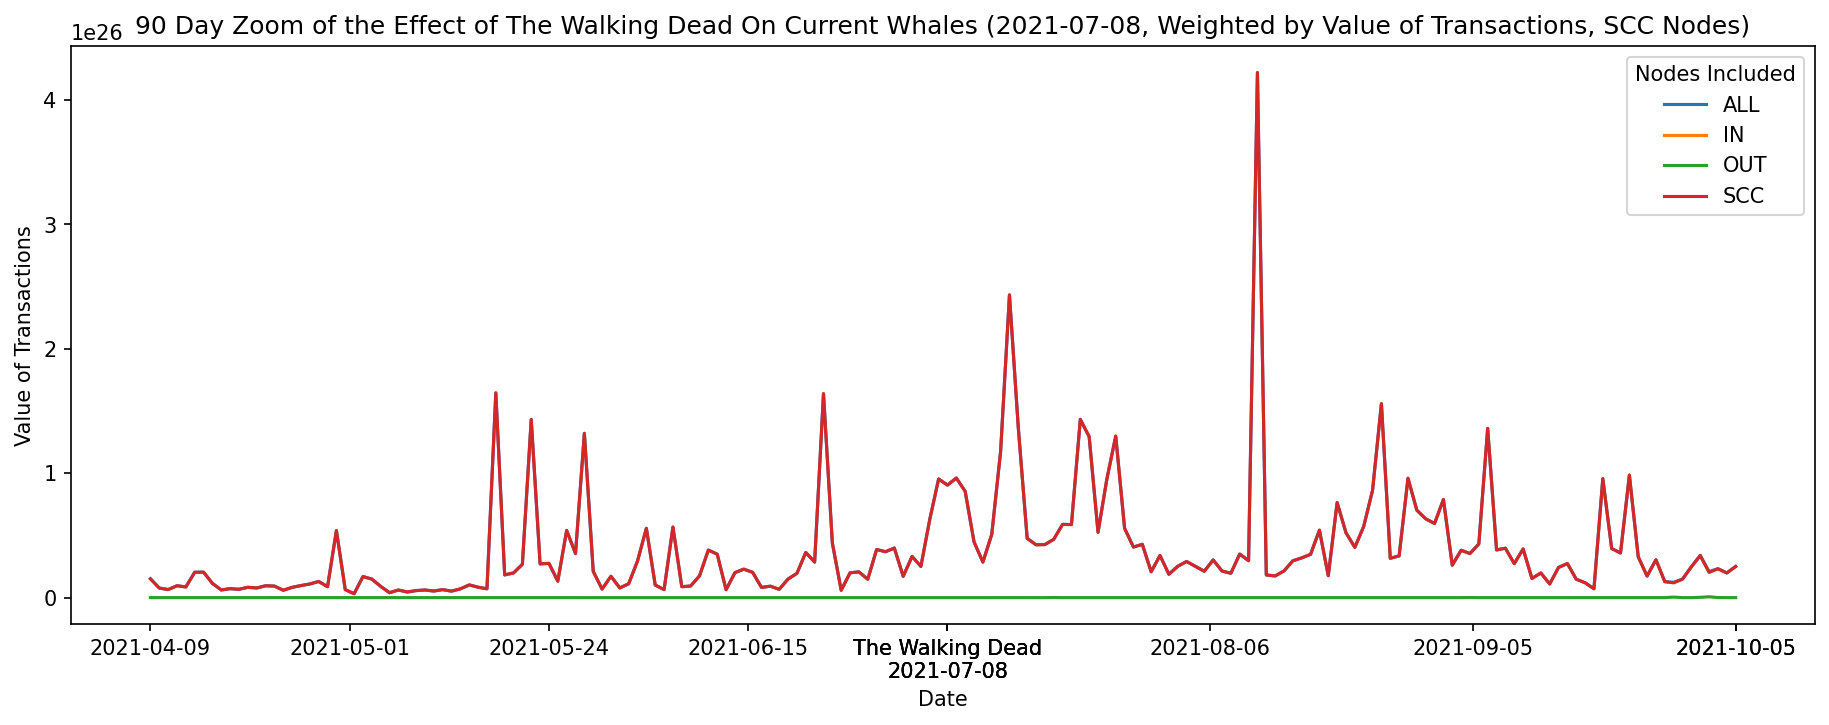 90 Day Zoom of the Effect of The Walking Dead On Current Whales (2021-07-08, Weighted by Value of Transactions, SCC Nodes)
1e26
4
3
2
1
0
Value of Transactions
Nodes Included
ALL
IN
OUT
SCC
2021-04-09 2021-05-01 2021-05-24 2021-06-15 The Walking Dead 2021-08-06 2021-09-05 2021-10-05
2021-07-08
Date